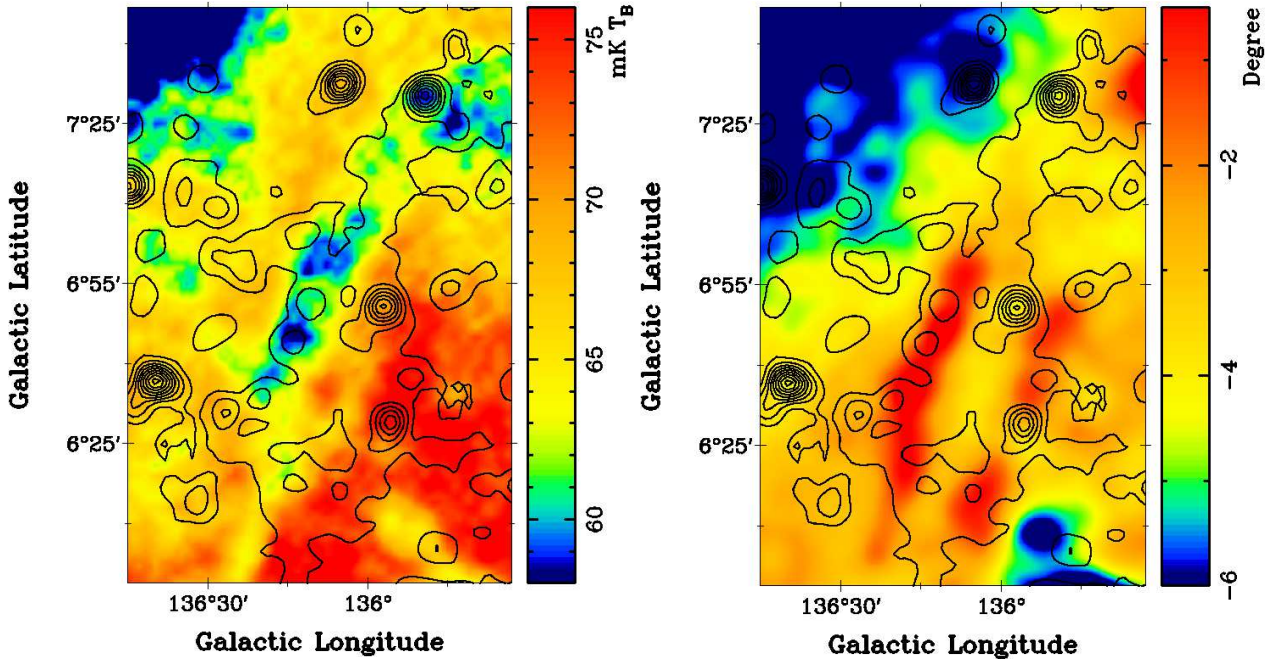 75
70
65
60
mK T_B
7°25′
6°55′
6°25′
136°30′
136°
Galactic Latitude
Galactic Longitude
-2
-4
-6
Degree
7°25′
6°55′
6°25′
136°30′
136°
Galactic Latitude
Galactic Longitude